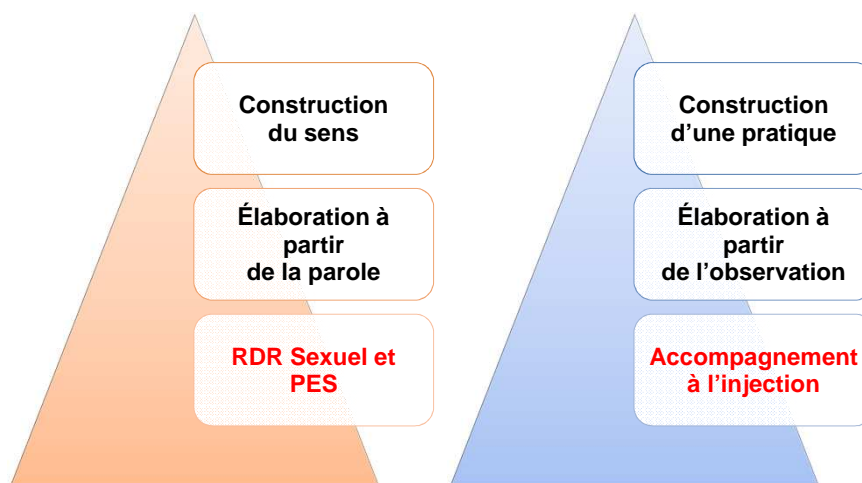 Construction
du sens
Élaboration à
partir
de la parole
RDR Sexuel et
PES
Construction
d’une pratique
Élaboration à
partir
de l’observation
Accompagnement
à l’injection